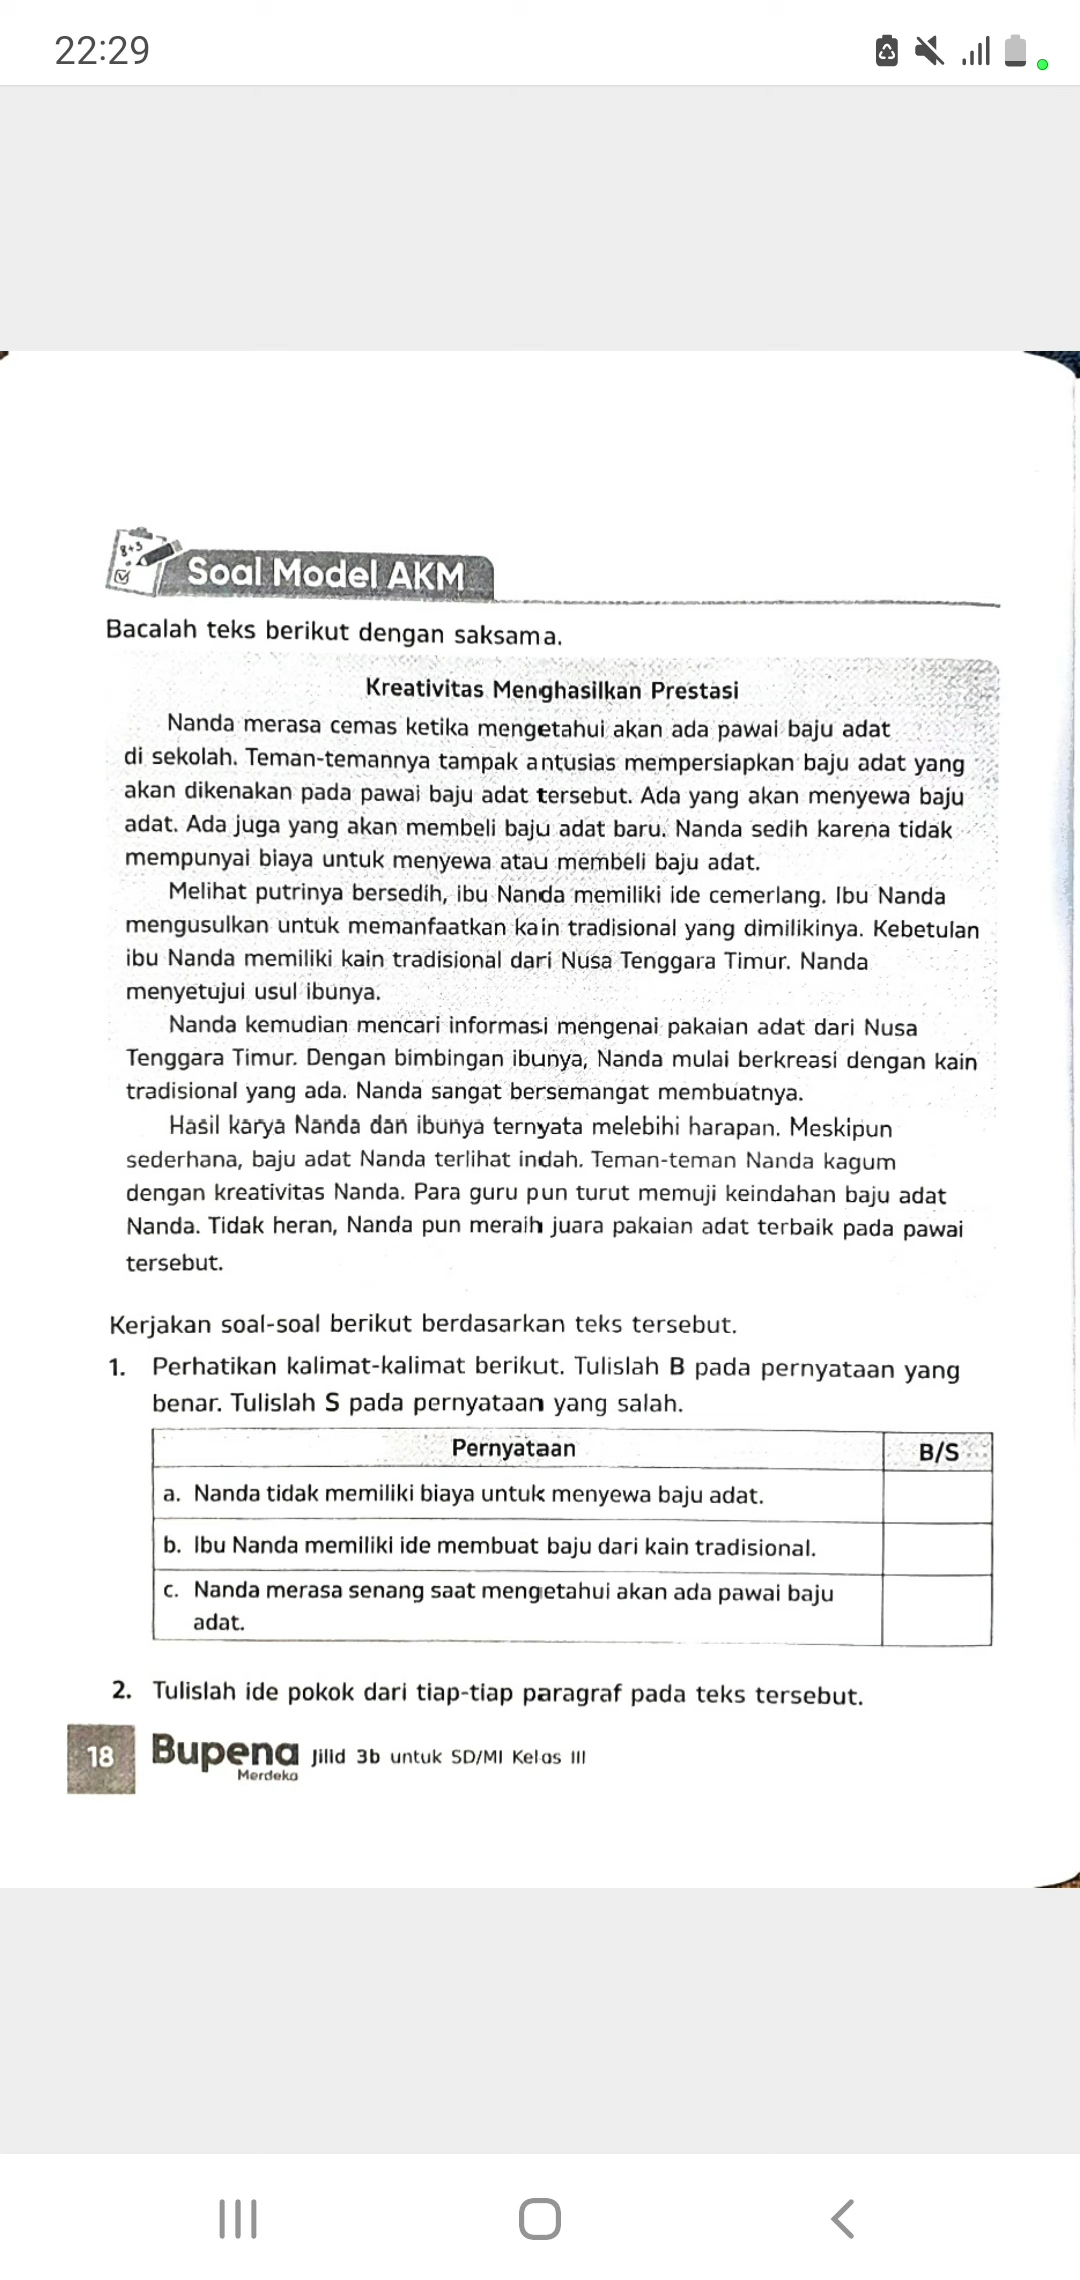 22:29
8+3
Soal Model AKM
Bacalah teks berikut dengan saksama.
Kreativitas Menghasilkan Prestasi
Nanda merasa cemas ketika mengetahui akan ada pawai baju adat
di sekolah. Teman-temannya tampak antusias mempersiapkan baju adat yang
akan dikenakan pada pawai baju adat tersebut. Ada yang akan menyewa baju
adat. Ada juga yang akan membeli baju adat baru. Nanda sedih karena tidak
mempunyai biaya untuk menyewa atau membeli baju adat.
Melihat putrinya bersedih, ibu Nanda memiliki ide cemerlang. Ibu Nanda
mengusulkan untuk memanfaatkan kain tradisional yang dimilikinya. Kebetulan
ibu Nanda memiliki kain tradisional dari Nusa Tenggara Timur. Nanda
menyetujui usul ibunya.
Nanda kemudian mencari informasi mengenai pakaian adat dari Nusa
Tenggara Timur. Dengan bimbingan ibunya, Nanda mulai berkreasi dengan kain
tradisional yang ada. Nanda sangat bersemangat membuatnya.
Hasil karya Nanda dan ibunya ternyata melebihi harapan. Meskipun
sederhana, baju adat Nanda terlihat indah. Teman-teman Nanda kagum
dengan kreativitas Nanda. Para guru pun turut memuji keindahan baju adat
Nanda. Tidak heran, Nanda pun meraih juara pakaian adat terbaik pada pawai
tersebut.
Kerjakan soal-soal berikut berdasarkan teks tersebut.
1. Perhatikan kalimat-kalimat berikut. Tulislah B pada pernyataan yang
benar. Tulislah S pada pernyataan yang salah.
Pernyataan B/S
a. Nanda tidak memiliki biaya untuk menyewa baju adat.
b. Ibu Nanda memiliki ide membuat baju dari kain tradisional.
c. Nanda merasa senang saat mengetahui akan ada pawai baju
adat.
2. Tulislah ide pokok dari tiap-tiap paragraf pada teks tersebut.
18 Bupena Jilid 3b untuk SD/MI Kelas III
Merdeka